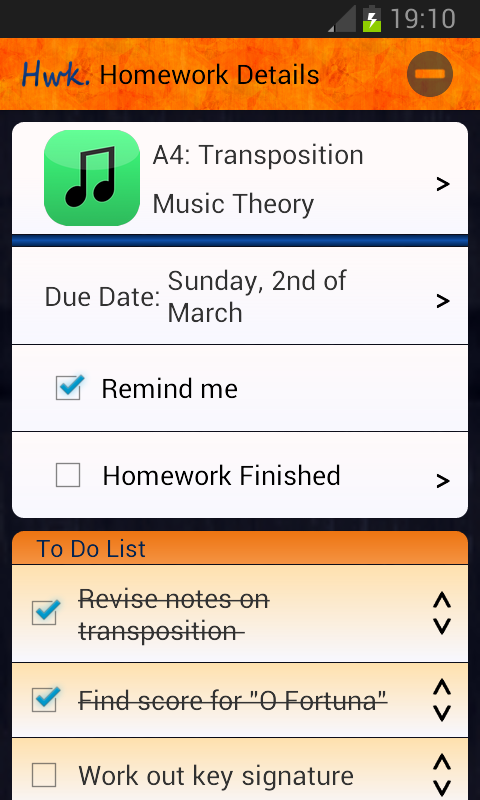 19:10
Hwk. Homework Details
A4: Transposition
Music Theory
>
Due Date: Sunday, 2nd of
March
>
Remind me
Homework Finished
>
To Do List
Revise notes on
transposition
Find score for "O Fortuna"
Work out key signature